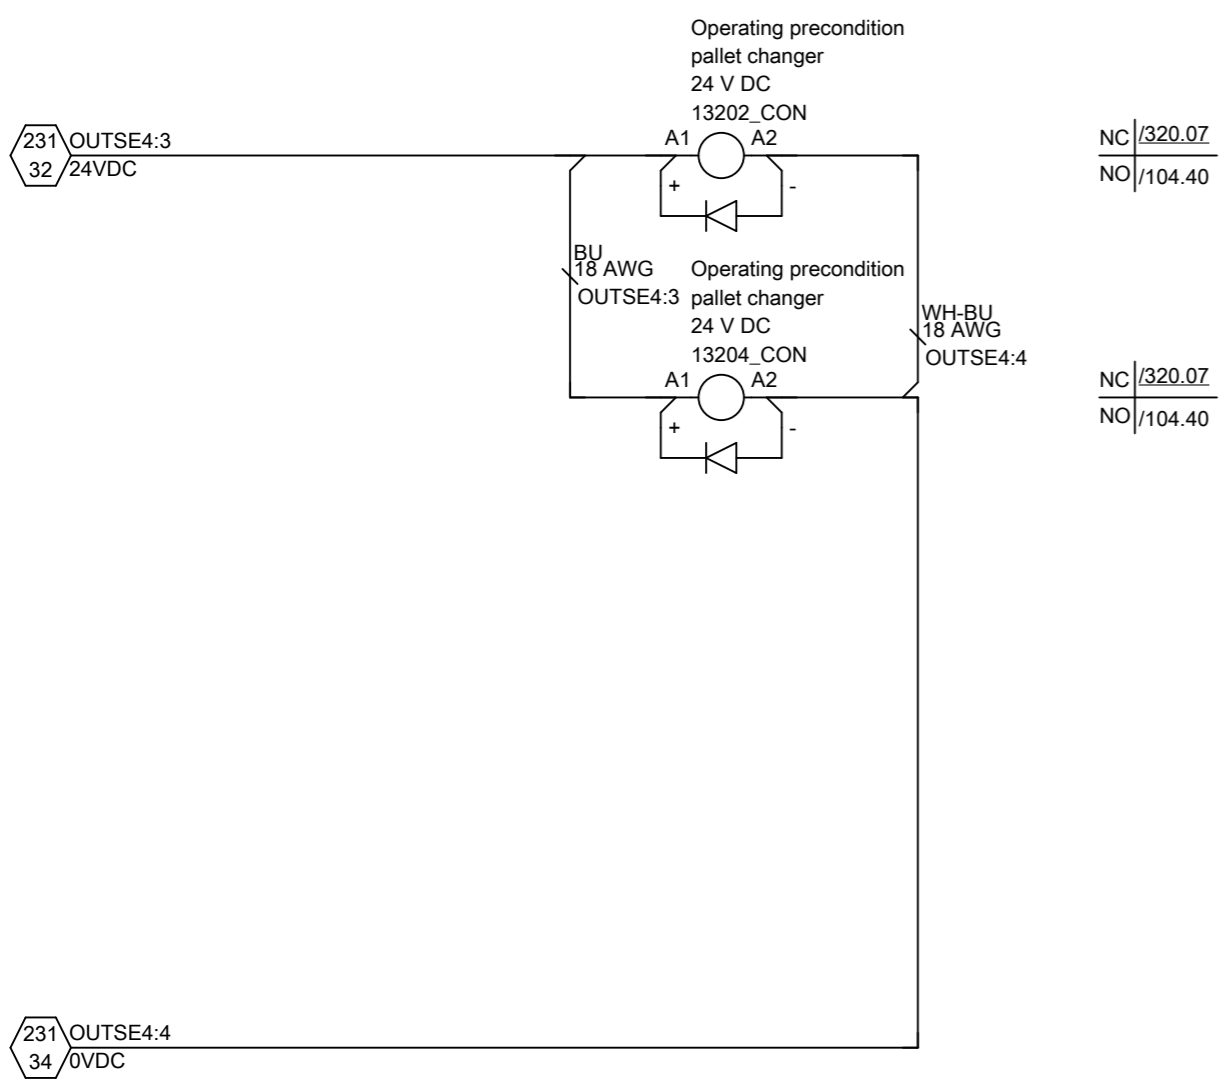 Operating precondition
pallet changer
24 V DC
13202_CON
231
32
OUTSE4:3
24VDC
A1
A2
+
-
NC
/320.07
NO
/104.40
BU
18 AWG
OUTSE4:3
Operating precondition
pallet changer
24 V DC
13204_CON
WH-BU
18 AWG
OUTSE4:4
A1
A2
+
-
NC
/320.07
NO
/104.40
231
34
OUTSE4:4
0VDC